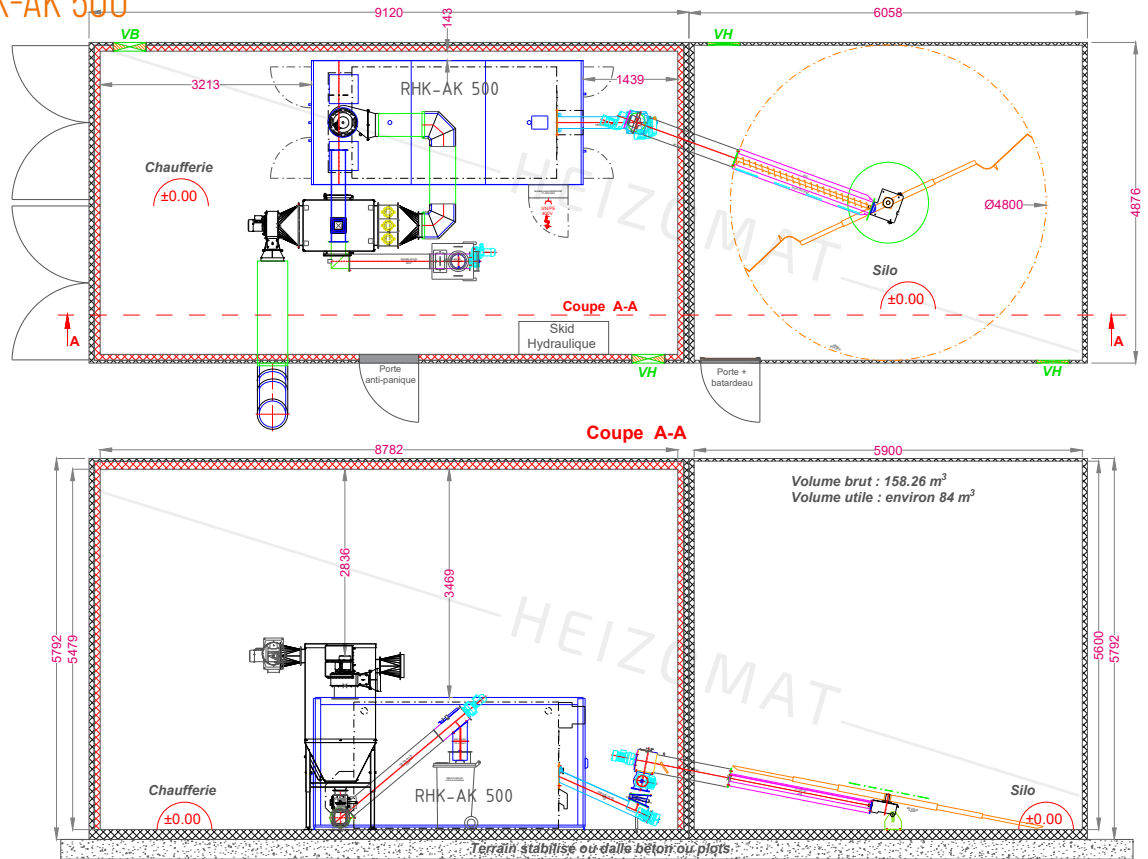 K-AK 500
9120
143
6058
VB
VH
3213
RHK-AK 500
1439
4876
Chaufferie
±0.00
HEIZOMAT
Ø4800
Silo
±0.00
Coupe A-A
A
A
Skid
Hydraulique
Porte
anti-panique
VH
Porte +
batardeau
VH
Coupe A-A
8782
5900
Volume brut : 158.26 m³
Volume utile : environ 84 m³
2836
3469
HEIZOMAT
5792
5479
5600
5792
Chaufferie
±0.00
RHK-AK 500
Silo
±0.00
Terrain stabilisé ou dalle béton ou plots